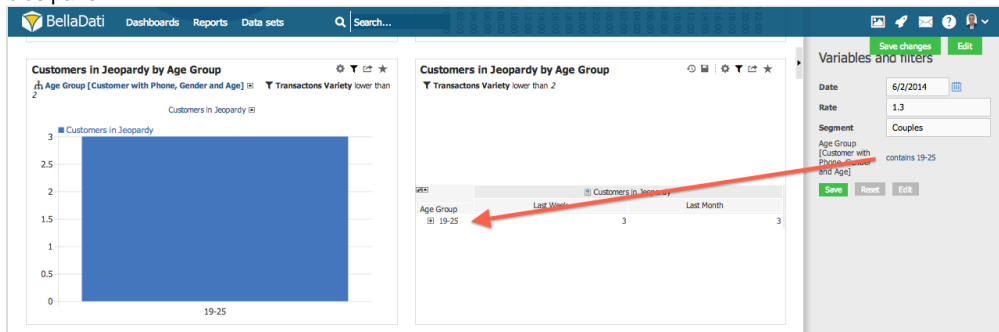 BellaDati Dashboards Reports Data sets Search...
Save changes Edit
Variables and filters
Customers in Jeopardy by Age Group
Age Group [Customer with Phone, Gender and Age] Transactons Variety lower than
2
Customers in Jeopardy
Customers in Jeopardy
3
2.5
2
1.5
1
0.5
0
19-25
Customers in Jeopardy by Age Group
Transactons Variety lower than 2
Customers in Jeopardy
Age Group Last Week Last Month
19-25 3 3
Date 6/2/2014
Rate 1.3
Segment Couples
Age Group
[Customer with
Phone, Gender contains 19-25
and Age]
Save Reset Edit